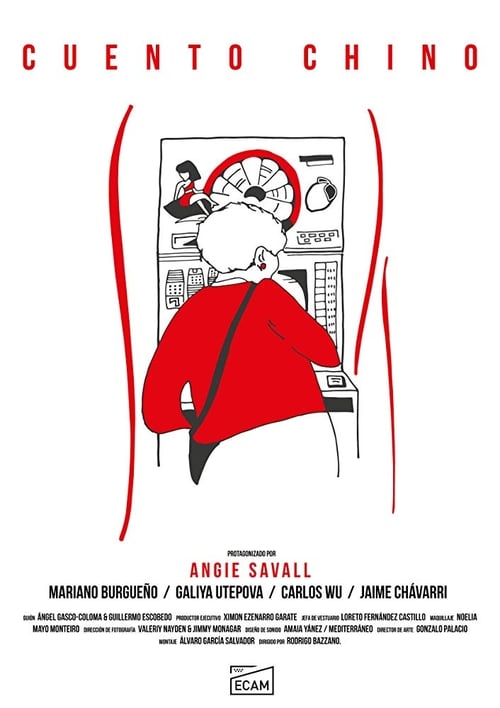 CUENTO CHINO
PROTAGONIZADO POR
ANGIE SAVALL
MARIANO BURGUEÑO / GALIYA UTEPOVA / CARLOS WU / JAIME CHÁVARRI
GUIÓN ÁNGEL GASCO-COLOMA & GUILLERMO ESCOBEDO PRODUCTOR EJECUTIVO XIMON EZENARRO GARATE JEFA DE VESTUARIO LORETO FERNÁNDEZ CASTILLO MAQUILLAJE NOELIA
MAYO MONTEIRO DIRECCIÓN DE FOTOGRAFÍA VALERIY NAYDEN & JIMMY MONAGAR DISEÑO DE SONIDO AMAIA YÁNEZ / MEDITERRÁNEO DIRECTOR DE ARTE GONZALO PALACIO
MONTAJE ÁLVARO GARCÍA SALVADOR DIRIGIDO POR RODRIGO BAZZANO.
ECAM